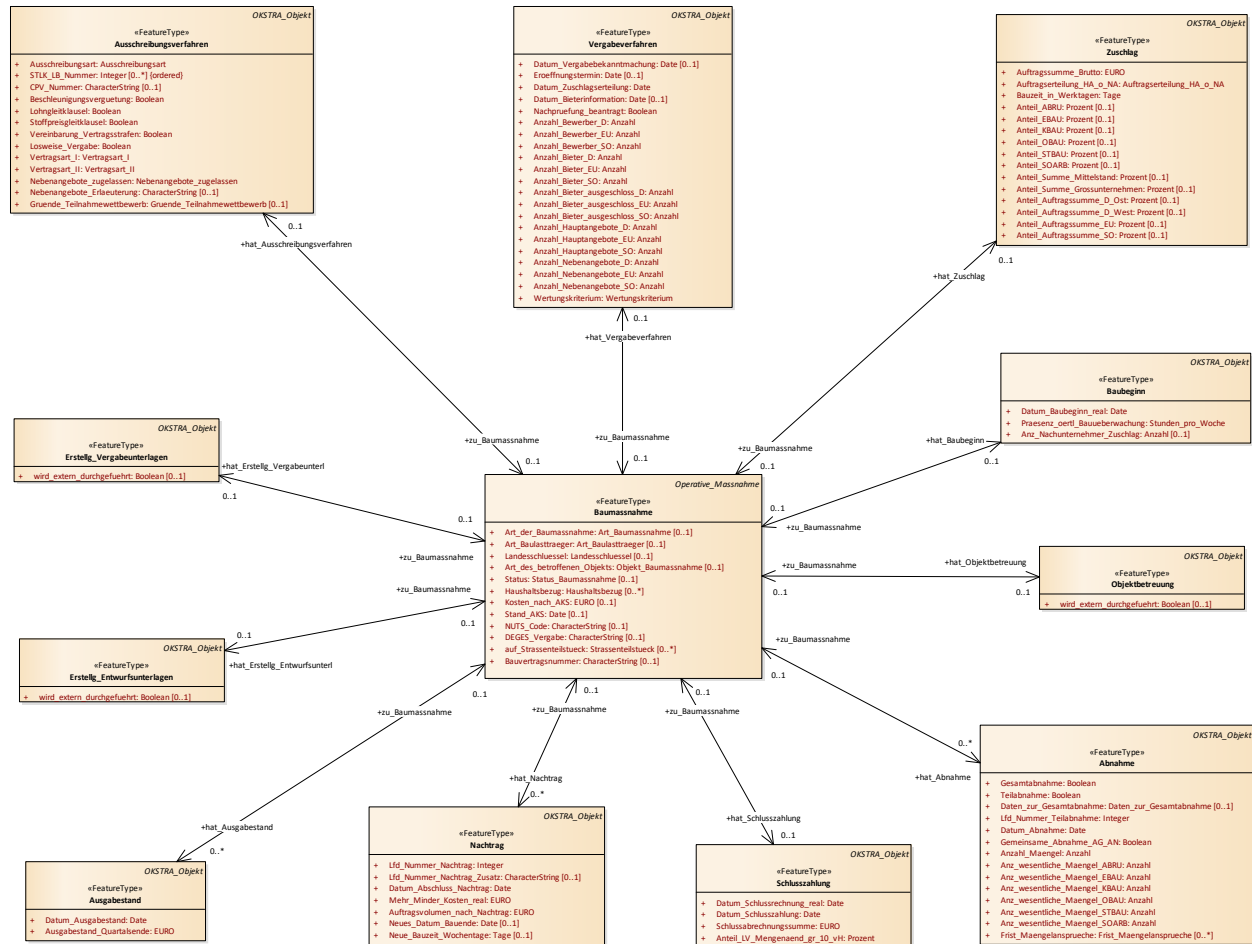 OKSTRA_Objekt
«FeatureType»
Ausschreibungsverfahren
+ Ausschreibungsart: Ausschreibungsart
+ STLK_LB_Nummer: Integer [0..*] {ordered}
+ CPV_Nummer: CharacterString [0..1]
+ Beschleunigungsverguetung: Boolean
+ Lohngleitklausel: Boolean
+ Stoffpreisgleitklausel: Boolean
+ Vereinbarung_Vertragsstrafen: Boolean
+ Losweise_Vergabe: Boolean
+ Vertragsart_I: Vertragsart_I
+ Vertragsart_II: Vertragsart_II
+ Nebenangebote_zugelassen: Nebenangebote_zugelassen
+ Nebenangebote_Erlaeuterung: CharacterString [0..1]
+ Gruende_Teilnahmewettbewerb: Gruende_Teilnahmewettbewerb [0..1]
OKSTRA_Objekt
«FeatureType»
Vergabeverfahren
+ Datum_Vergabebekanntmachung: Date [0..1]
+ Eroeffnungstermin: Date [0..1]
+ Datum_Zuschlagserteilung: Date
+ Datum_Bieterinformation: Date [0..1]
+ Nachpruefung_beantragt: Boolean
+ Anzahl_Bewerber_D: Anzahl
+ Anzahl_Bewerber_EU: Anzahl
+ Anzahl_Bewerber_SO: Anzahl
+ Anzahl_Bieter_D: Anzahl
+ Anzahl_Bieter_EU: Anzahl
+ Anzahl_Bieter_SO: Anzahl
+ Anzahl_Bieter_ausgeschloss_D: Anzahl
+ Anzahl_Bieter_ausgeschloss_EU: Anzahl
+ Anzahl_Bieter_ausgeschloss_SO: Anzahl
+ Anzahl_Hauptangebote_D: Anzahl
+ Anzahl_Hauptangebote_EU: Anzahl
+ Anzahl_Hauptangebote_SO: Anzahl
+ Anzahl_Nebenangebote_D: Anzahl
+ Anzahl_Nebenangebote_EU: Anzahl
+ Anzahl_Nebenangebote_SO: Anzahl
+ Wertungskriterium: Wertungskriterium
OKSTRA_Objekt
«FeatureType»
Zuschlag
+ Auftragssumme_Brutto: EURO
+ Auftragserteilung_HA_o_NA: Auftragserteilung_HA_o_NA
+ Bauzeit_in_Werktagen: Tage
+ Anteil_ABRU: Prozent [0..1]
+ Anteil_EBAU: Prozent [0..1]
+ Anteil_KBAU: Prozent [0..1]
+ Anteil_OBAU: Prozent [0..1]
+ Anteil_STBAU: Prozent [0..1]
+ Anteil_SOARB: Prozent [0..1]
+ Anteil_Summe_Mittelstand: Prozent [0..1]
+ Anteil_Summe_Grossunternehmen: Prozent [0..1]
+ Anteil_Auftragssumme_D_Ost: Prozent [0..1]
+ Anteil_Auftragssumme_D_West: Prozent [0..1]
+ Anteil_Auftragssumme_EU: Prozent [0..1]
+ Anteil_Auftragssumme_SO: Prozent [0..1]
0..1
+hat_Ausschreibungsverfahren
0..1
+hat_Vergabeverfahren
0..1
+hat_Zuschlag
OKSTRA_Objekt
«FeatureType»
Baubeginn
+ Datum_Baubeginn_real: Date
+ Praesenz_oertl_Bauueberwachung: Stunden_pro_Woche
+ Anz_Nachunternehmer_Zuschlag: Anzahl [0..1]
+hat_Baubeginn
0..1
OKSTRA_Objekt
«FeatureType»
Erstellg_Vergabeunterlagen
+ wird_extern_durchgefuehrt: Boolean [0..1]
+hat_Erstellg_Vergabeunterl
0..1
+zu_Baumassnahme
0..1
+zu_Baumassnahme
0..1
+zu_Baumassnahme
0..1
Operative_Massnahme
«FeatureType»
Baumassnahme
+ Art_der_Baumassnahme: Art_Baumassnahme [0..1]
+ Art_Baulasttraeger: Art_Baulasttraeger [0..1]
+ Landesschluessel: Landesschluessel [0..1]
+ Art_des_betroffenen_Objekts: Objekt_Baumassnahme [0..1]
+ Status: Status_Baumassnahme [0..1]
+ Haushaltsbezug: Haushaltsbezug [0..*]
+ Kosten_nach_AKS: EURO [0..1]
+ Stand_AKS: Date [0..1]
+ NUTS_Code: CharacterString [0..1]
+ DEGES_Vergabe: CharacterString [0..1]
+ auf_Strassenteilstueck: Strassenteilstueck [0..*]
+ Bauvertragsnummer: CharacterString [0..1]
0..1
+zu_Baumassnahme
0..1
+zu_Baumassnahme
+zu_Baumassnahme
0..1
+hat_Objektbetreuung
0..1
OKSTRA_Objekt
«FeatureType»
Objektbetreuung
+ wird_extern_durchgefuehrt: Boolean [0..1]
+zu_Baumassnahme
0..1
0..1
+hat_Erstellg_Entwurfsunterl
OKSTRA_Objekt
«FeatureType»
Erstellg_Entwurfsunterlagen
+ wird_extern_durchgefuehrt: Boolean [0..1]
+zu_Baumassnahme
0..1
0..1
+zu_Baumassnahme
0..1
+zu_Baumassnahme
0..1
+zu_Baumassnahme
0..*
+hat_Abnahme
+hat_Nachtrag
0..*
+hat_Schlusszahlung
0..1
+hat_Ausgabestand
0..*
OKSTRA_Objekt
«FeatureType»
Ausgabestand
+ Datum_Ausgabestand: Date
+ Ausgabestand_Quartalsende: EURO
OKSTRA_Objekt
«FeatureType»
Nachtrag
+ Lfd_Nummer_Nachtrag: Integer
+ Lfd_Nummer_Nachtrag_Zusatz: CharacterString [0..1]
+ Datum_Abschluss_Nachtrag: Date
+ Mehr_Minder_Kosten_real: EURO
+ Auftragsvolumen_nach_Nachtrag: EURO
+ Neues_Datum_Bauende: Date [0..1]
+ Neue_Bauzeit_Wochentage: Tage [0..1]
OKSTRA_Objekt
«FeatureType»
Schlusszahlung
+ Datum_Schlussrechnung_real: Date
+ Datum_Schlusszahlung: Date
+ Schlussabrechnungssumme: EURO
+ Anteil_LV_Mengenaend_gr_10_vH: Prozent
OKSTRA_Objekt
«FeatureType»
Abnahme
+ Gesamtabnahme: Boolean
+ Teilabnahme: Boolean
+ Daten_zur_Gesamtabnahme: Daten_zur_Gesamtabnahme [0..1]
+ Lfd_Nummer_Teilabnahme: Integer
+ Datum_Abnahme: Date
+ Gemeinsame_Abnahme_AG_AN: Boolean
+ Anzahl_Maengel: Anzahl
+ Anz_wesentliche_Maengel_ABRU: Anzahl
+ Anz_wesentliche_Maengel_EBAU: Anzahl
+ Anz_wesentliche_Maengel_KBAU: Anzahl
+ Anz_wesentliche_Maengel_OBAU: Anzahl
+ Anz_wesentliche_Maengel_STBAU: Anzahl
+ Anz_wesentliche_Maengel_SOARB: Anzahl
+ Frist_Maengelansprueche: Frist_Maengelansprueche [0..*]